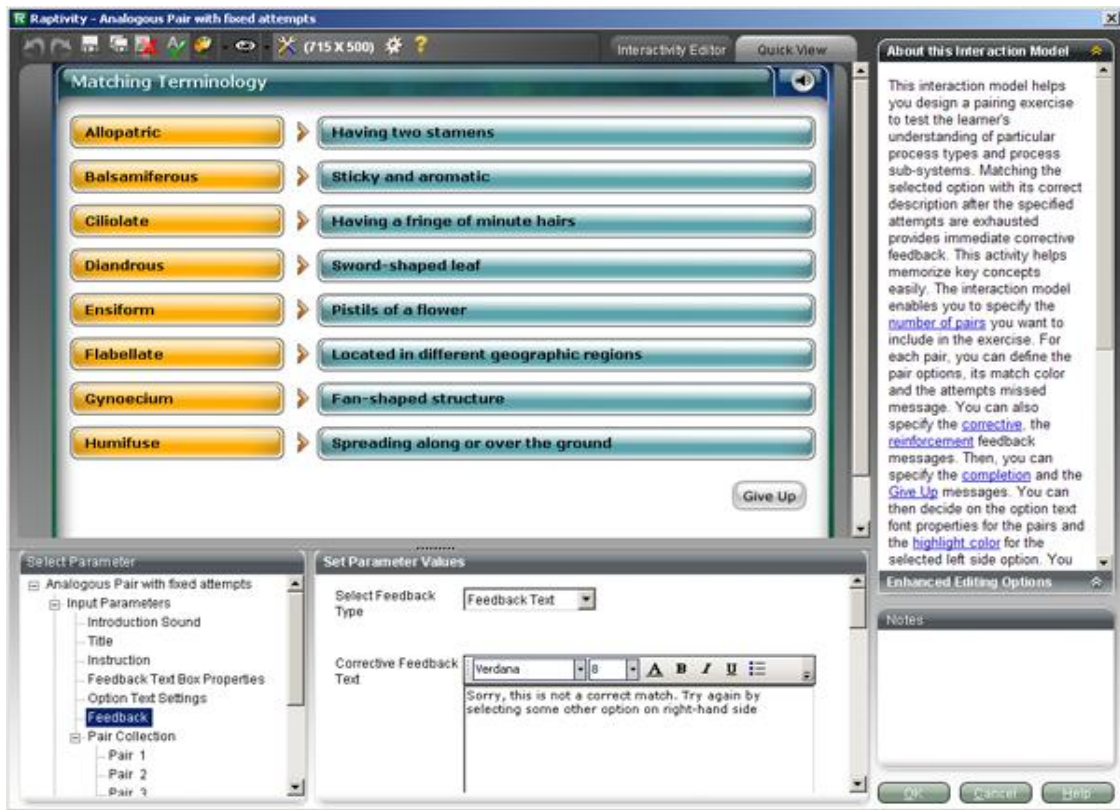 Raptivity - Analogous Pair with fixed attempts
(715 X 500)
Interactivity Editor
Quick View
Matching Terminology
Allopatric
Having two stamens
Balsamiferous
Sticky and aromatic
Ciliolate
Having a fringe of minute hairs
Diandrous
Sword-shaped leaf
Ensiform
Pistils of a flower
Flabellate
Located in different geographic regions
Gynoecium
Fan-shaped structure
Humifuse
Spreading along or over the ground
Give Up
About this Interaction Model
This interaction model helps
you design a pairing exercise
to test the learner's
understanding of particular
process types and process
sub-systems. Matching the
selected option with its correct
description after the specified
attempts are exhausted
provides immediate corrective
feedback. This activity helps
memorize key concepts
easily. The interaction model
enables you to specify the
number of pairs you want to
include in the exercise. For
each pair, you can define the
pair options, its match color
and the attempts missed
message. You can also
specify the corrective, the
reinforcement feedback
messages. Then, you can
specify the completion and the
Give Up messages. You can
then decide on the option text
font properties for the pairs and
the highlight color for the
selected left side option. You
Enhanced Editing Options
Notes
Select Parameter
Analogous Pair with fixed attempts
Input Parameters
Introduction Sound
Title
Instruction
Feedback Text Box Properties
Option Text Settings
Feedback
Pair Collection
Pair 1
Pair 2
Pair 3
Set Parameter Values
Select Feedback
Type
Feedback Text
Corrective Feedback
Text
Verdana
8
A B I U
Sorry, this is not a correct match. Try again by
selecting some other option on right-hand side
OK
Cancel
Help